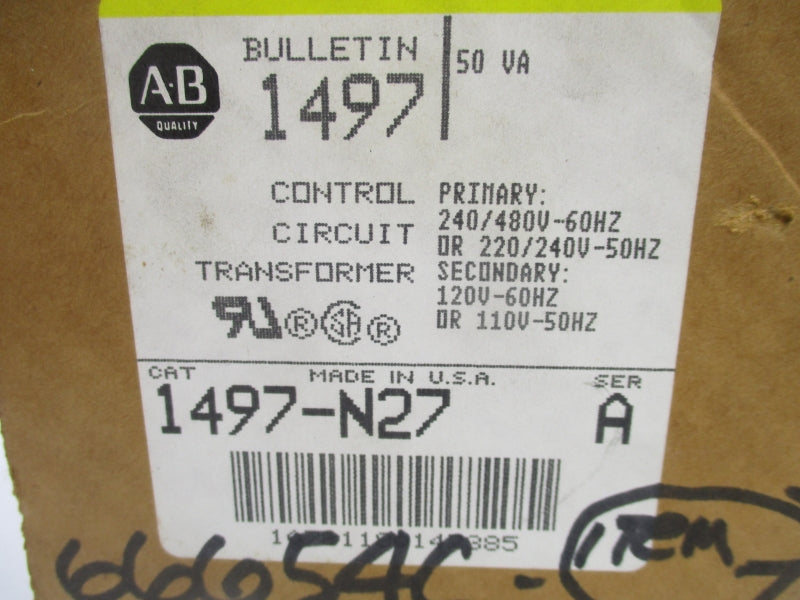 A·B
QUALITY
BULLETIN
1497
50 VA
CONTROL
CIRCUIT
TRANSFORMER
PRIMARY:
240/480V-60HZ
OR 220/240V-50HZ
SECONDARY:
120V-60HZ
OR 110V-50HZ
CAT
MADE IN U.S.A.
SER
1497-N27
A
ITEM